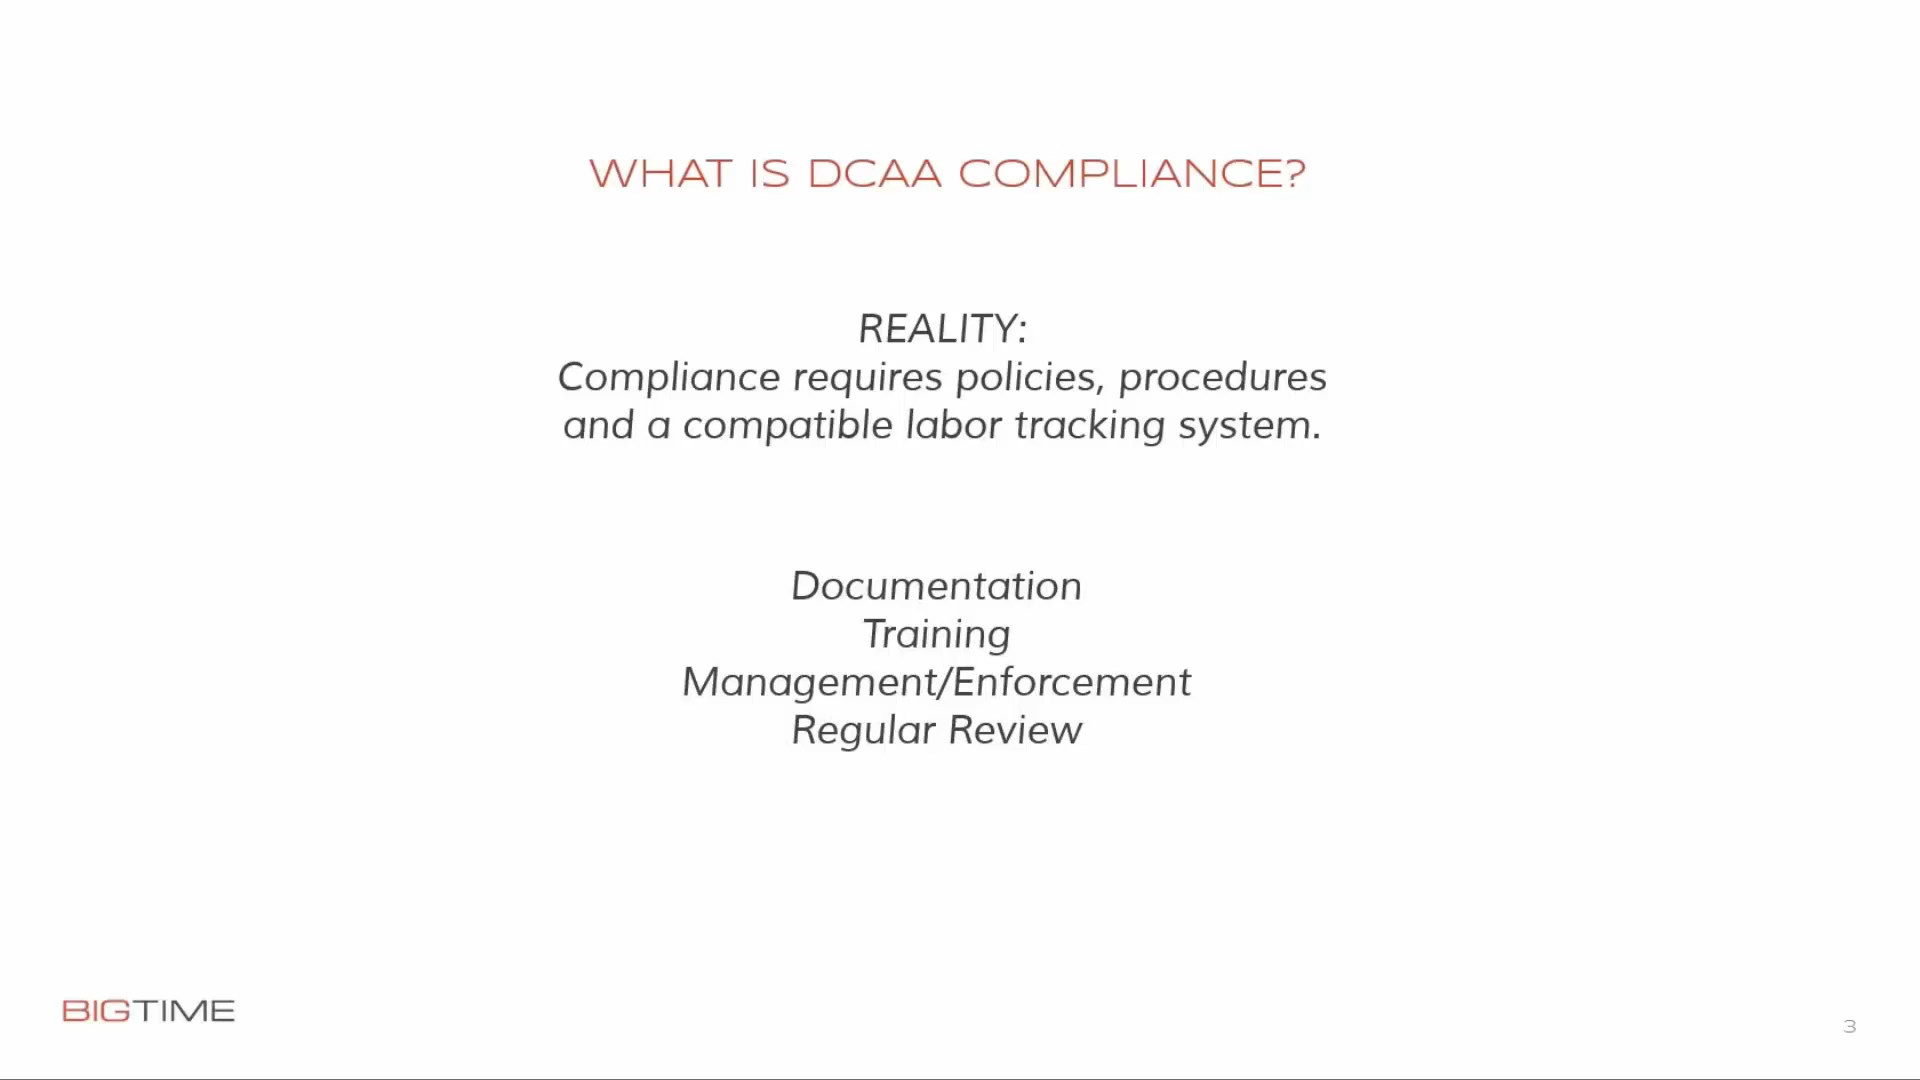 WHAT IS DCAA COMPLIANCE?
REALITY:
Compliance requires policies, procedures
and a compatible labor tracking system.
Documentation
Training
Management/Enforcement
Regular Review
BIGTIME
3